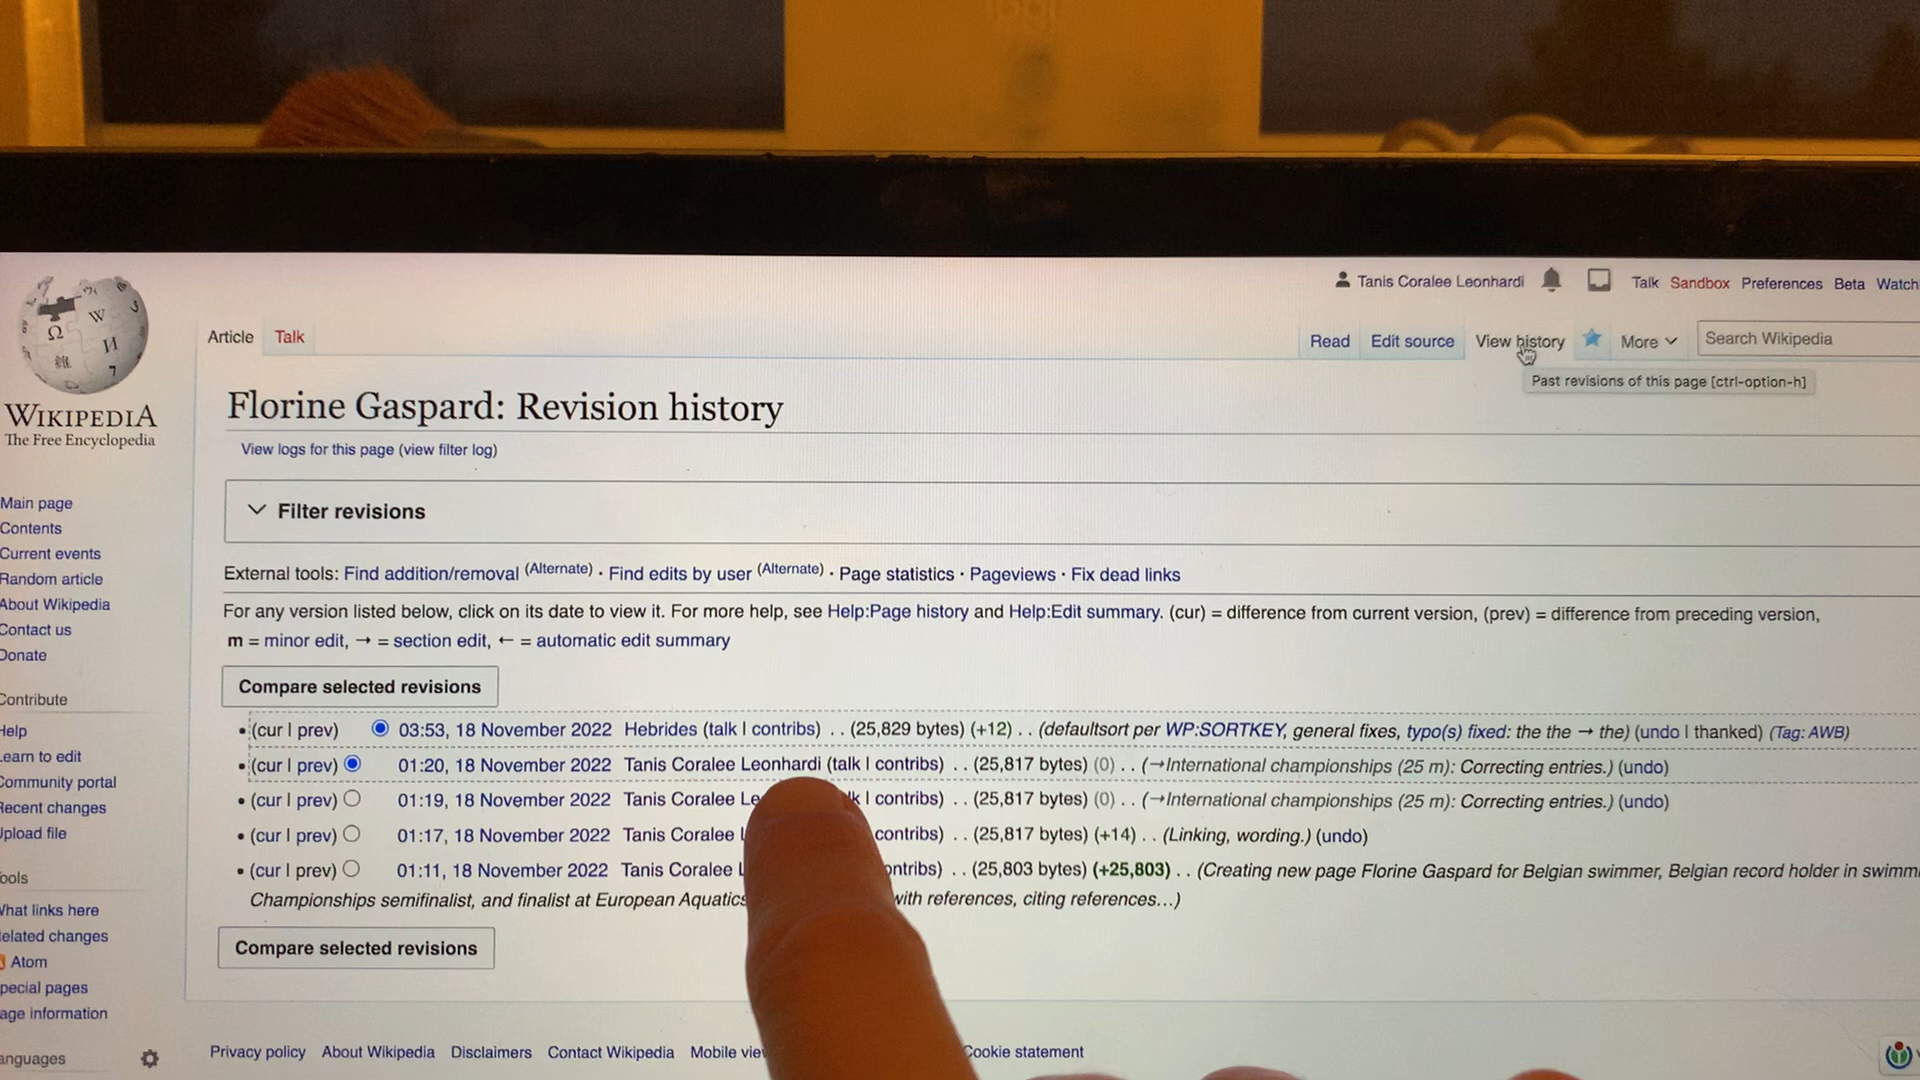 logi
Tanis Coralee Leonhardi Talk Sandbox Preferences Beta Watch
Article Talk Read Edit source View history More Search Wikipedia
Past revisions of this page [ctrl-option-h]
WIKIPEDIA
The Free Encyclopedia
Florine Gaspard: Revision history
View logs for this page (view filter log)
Main page
Contents
Current events
Random article
About Wikipedia
Contact us
Donate
Contribute
Help
Learn to edit
Community portal
Recent changes
Upload file
Tools
What links here
Related changes
Atom
Special pages
Page information
Languages
Filter revisions
External tools: Find addition/removal (Alternate) · Find edits by user (Alternate) · Page statistics · Pageviews · Fix dead links
For any version listed below, click on its date to view it. For more help, see Help:Page history and Help:Edit summary. (cur) = difference from current version, (prev) = difference from preceding version,
m = minor edit, → = section edit, ← = automatic edit summary
Compare selected revisions
• (cur | prev) 03:53, 18 November 2022 Hebrides (talk | contribs) . . (25,829 bytes) (+12) . . (defaultsort per WP:SORTKEY, general fixes, typo(s) fixed: the the → the) (undo | thanked) (Tag: AWB)
• (cur | prev) 01:20, 18 November 2022 Tanis Coralee Leonhardi (talk | contribs) . . (25,817 bytes) (0) . . (→International championships (25 m): Correcting entries.) (undo)
• (cur | prev) 01:19, 18 November 2022 Tanis Coralee Le k | contribs) . . (25,817 bytes) (0) . . (→International championships (25 m): Correcting entries.) (undo)
• (cur | prev) 01:17, 18 November 2022 Tanis Coralee L contribs) . . (25,817 bytes) (+14) . . (Linking, wording.) (undo)
• (cur | prev) 01:11, 18 November 2022 Tanis Coralee L ontribs) . . (25,803 bytes) (+25,803) . . (Creating new page Florine Gaspard for Belgian swimmer, Belgian record holder in swimmi
Championships semifinalist, and finalist at European Aquatics with references, citing references...)
Compare selected revisions
Privacy policy About Wikipedia Disclaimers Contact Wikipedia Mobile view Cookie statement